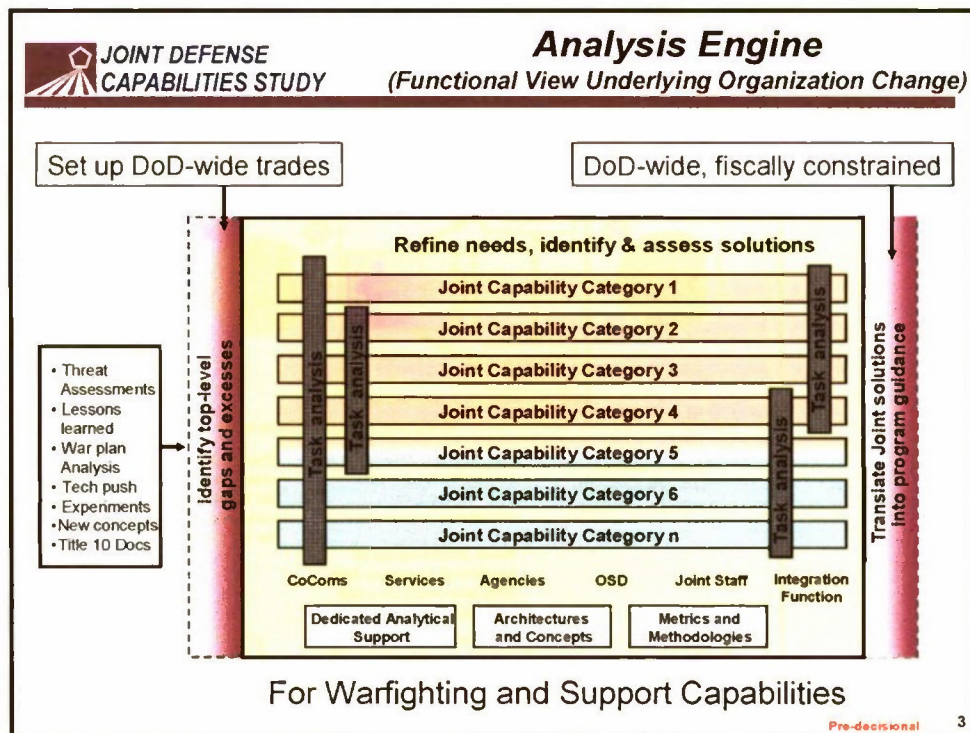 JOINT DEFENSE
CAPABILITIES STUDY
Analysis Engine
(Functional View Underlying Organization Change)
Set up DoD-wide trades
DoD-wide, fiscally constrained
Refine needs, identify & assess solutions
• Threat
Assessments
• Lessons
learned
• War plan
Analysis
• Tech push
• Experiments
•New concepts
•Title 10 Docs
Identify top-level
gaps and excesses
Task analysis
Task analysis
Joint Capability Category 1
Joint Capability Category 2
Joint Capability Category 3
Joint Capability Category 4
Joint Capability Category 5
Joint Capability Category 6
Joint Capability Category n
Task analysis
Task analysis
Translate Joint solutions
into program guidance
CoComs
Services
Agencies
OSD
Joint Staff
Integration
Function
Dedicated Analytical
Support
Architectures
and Concepts
Metrics and
Methodologies
For Warfighting and Support Capabilities
Pre-decisional
3